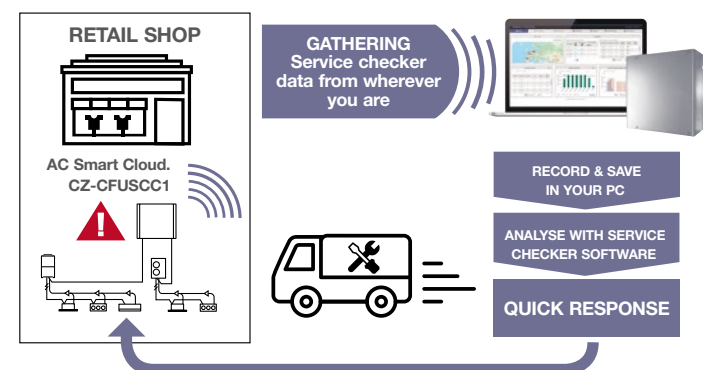 RETAIL SHOP
AC Smart Cloud.
CZ-CFUSCC1
GATHERING
Service checker
data from wherever
you are
RECORD & SAVE
IN YOUR PC
ANALYSE WITH SERVICE
CHECKER SOFTWARE
QUICK RESPONSE